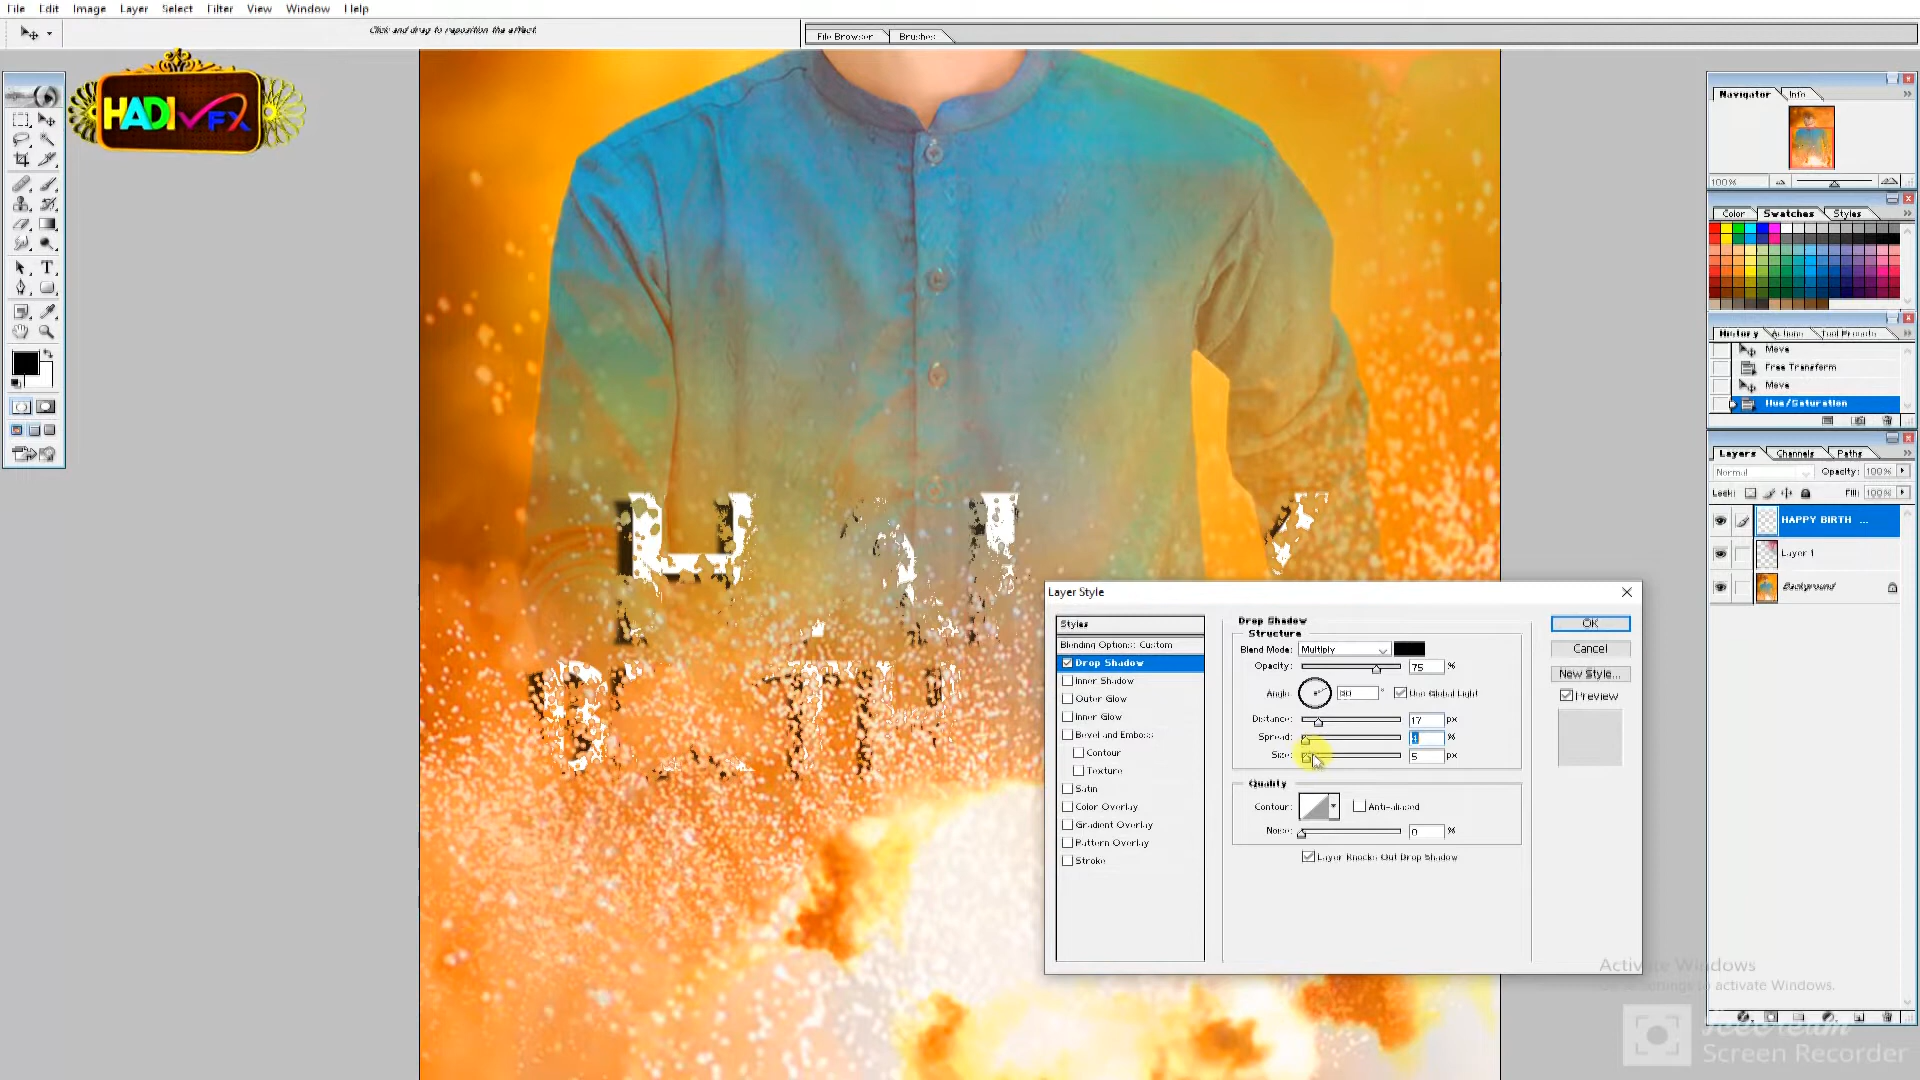 File Edit Image Layer Select Filter View Window Help
Click and drag to reposition the effect.
File Browser Brushes
HADI VFX
Navigator Info
100%
Color Swatches Styles
History Actions Tool Presets
Move
Free Transform
Move
Hue/Saturation
Layers Channels Paths
Normal Opacity: 100%
Lock: Fill: 100%
HAPPY BIRTH ...
Layer 1
Background
Layer Style
Styles
Blending Options: Custom
Drop Shadow
Inner Shadow
Outer Glow
Inner Glow
Bevel and Emboss
Contour
Texture
Satin
Color Overlay
Gradient Overlay
Pattern Overlay
Stroke
Drop Shadow
Structure
Blend Mode: Multiply
Opacity: 75 %
Angle: Use Global Light
Distance: 17 px
Spread: %
Size: 5 px
Quality
Contour: Anti-aliased
Noise: 0 %
Layer Knocks Out Drop Shadow
OK
Cancel
New Style...
Preview
Activate Windows
Screen Recorder